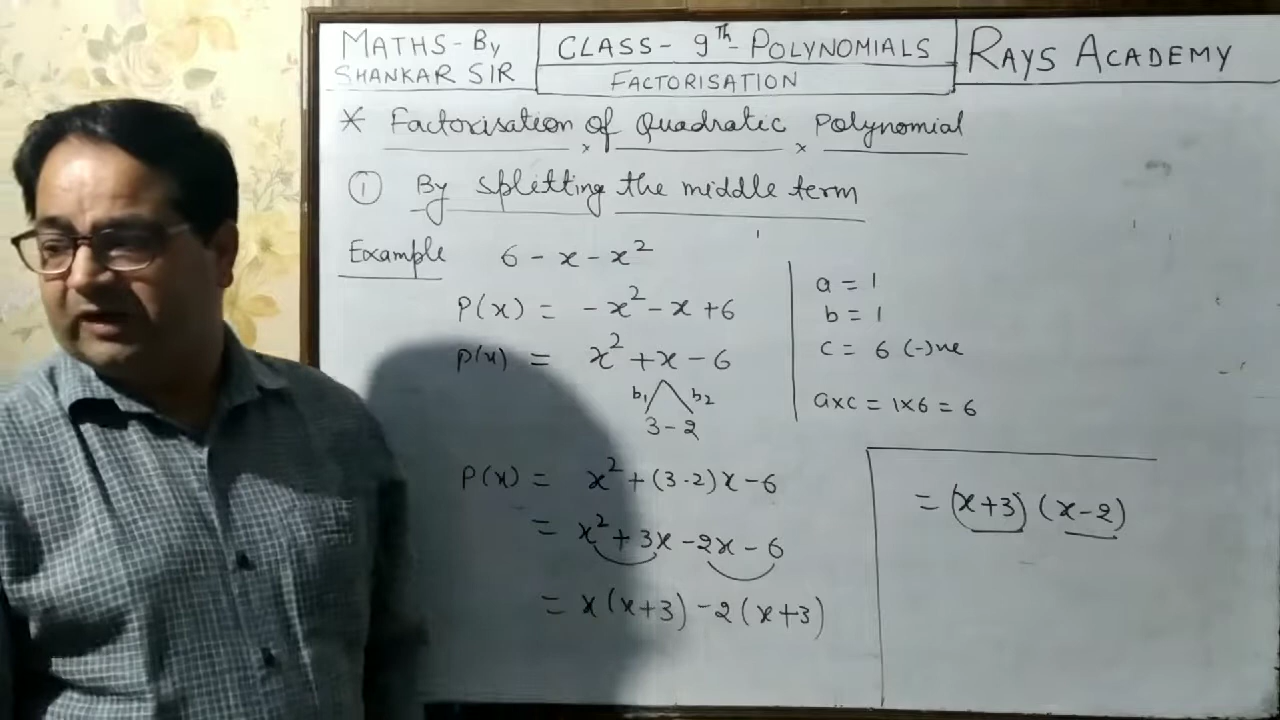 MATHS - By
SHANKAR SIR
CLASS - 9th - POLYNOMIALS
FACTORISATION
RAYS ACADEMY
* Factorisation of Quadratic Polynomial
① By splitting the middle term
Example 6 - x - x²
P(x) = - x² - x + 6
P(x) = x² + x - 6
b₁ b₂
3 - 2
P(x) = x² + (3-2)x - 6
= x² + 3x - 2x - 6
= x(x+3) - 2(x+3)
a = 1
b = 1
c = 6 (-)ve
axc = 1x6 = 6
= (x+3) (x-2)